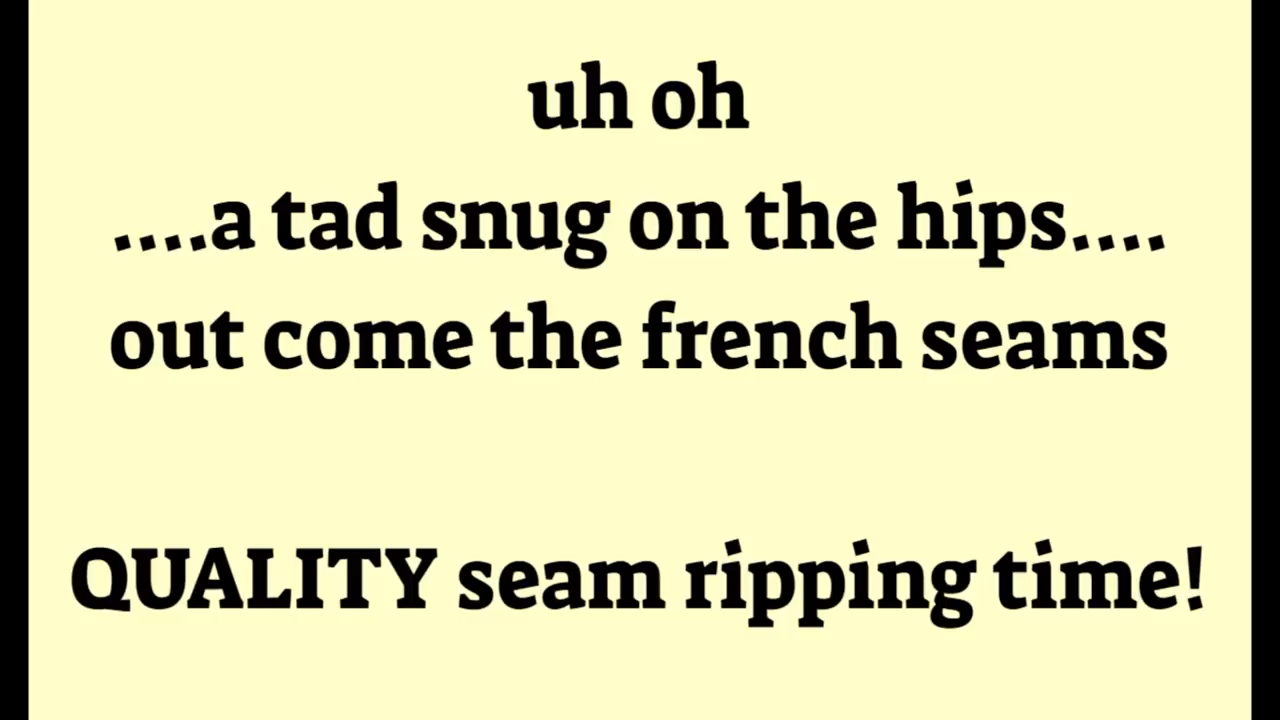 uh oh
....a tad snug on the hips....
out come the french seams
QUALITY seam ripping time!